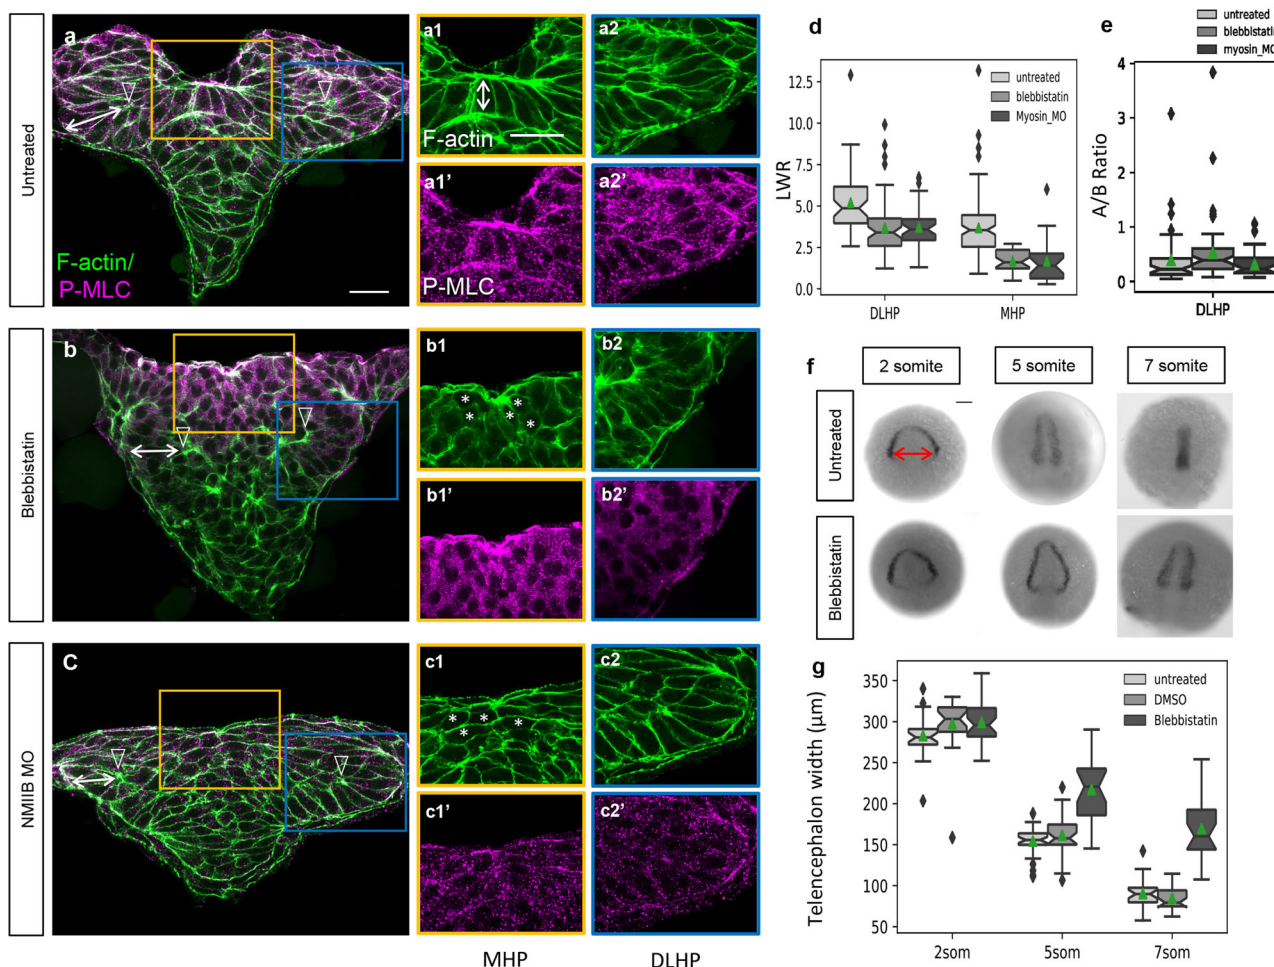 Untreated
a
F-actin/
P-MLC
a1
F-actin
a2
a1'
P-MLC
a2'
Blebbistatin
b
b1
* * * * *
b2
b1'
b2'
NMIIB MO
C
c1
* * * *
c2
c1'
c2'
MHP
DLHP
d
LWR
12.5
10.0
7.5
5.0
2.5
0.0
untreated
blebbistatin
Myosin_MO
DLHP
MHP
e
untreated
blebbistatin
myosin_MO
A/B Ratio
4
3
2
1
0
DLHP
f
2 somite
5 somite
7 somite
Untreated
Blebbistatin
g
Telencephalon width (μm)
350
300
250
200
150
100
50
untreated
DMSO
Blebbistatin
2som
5som
7som